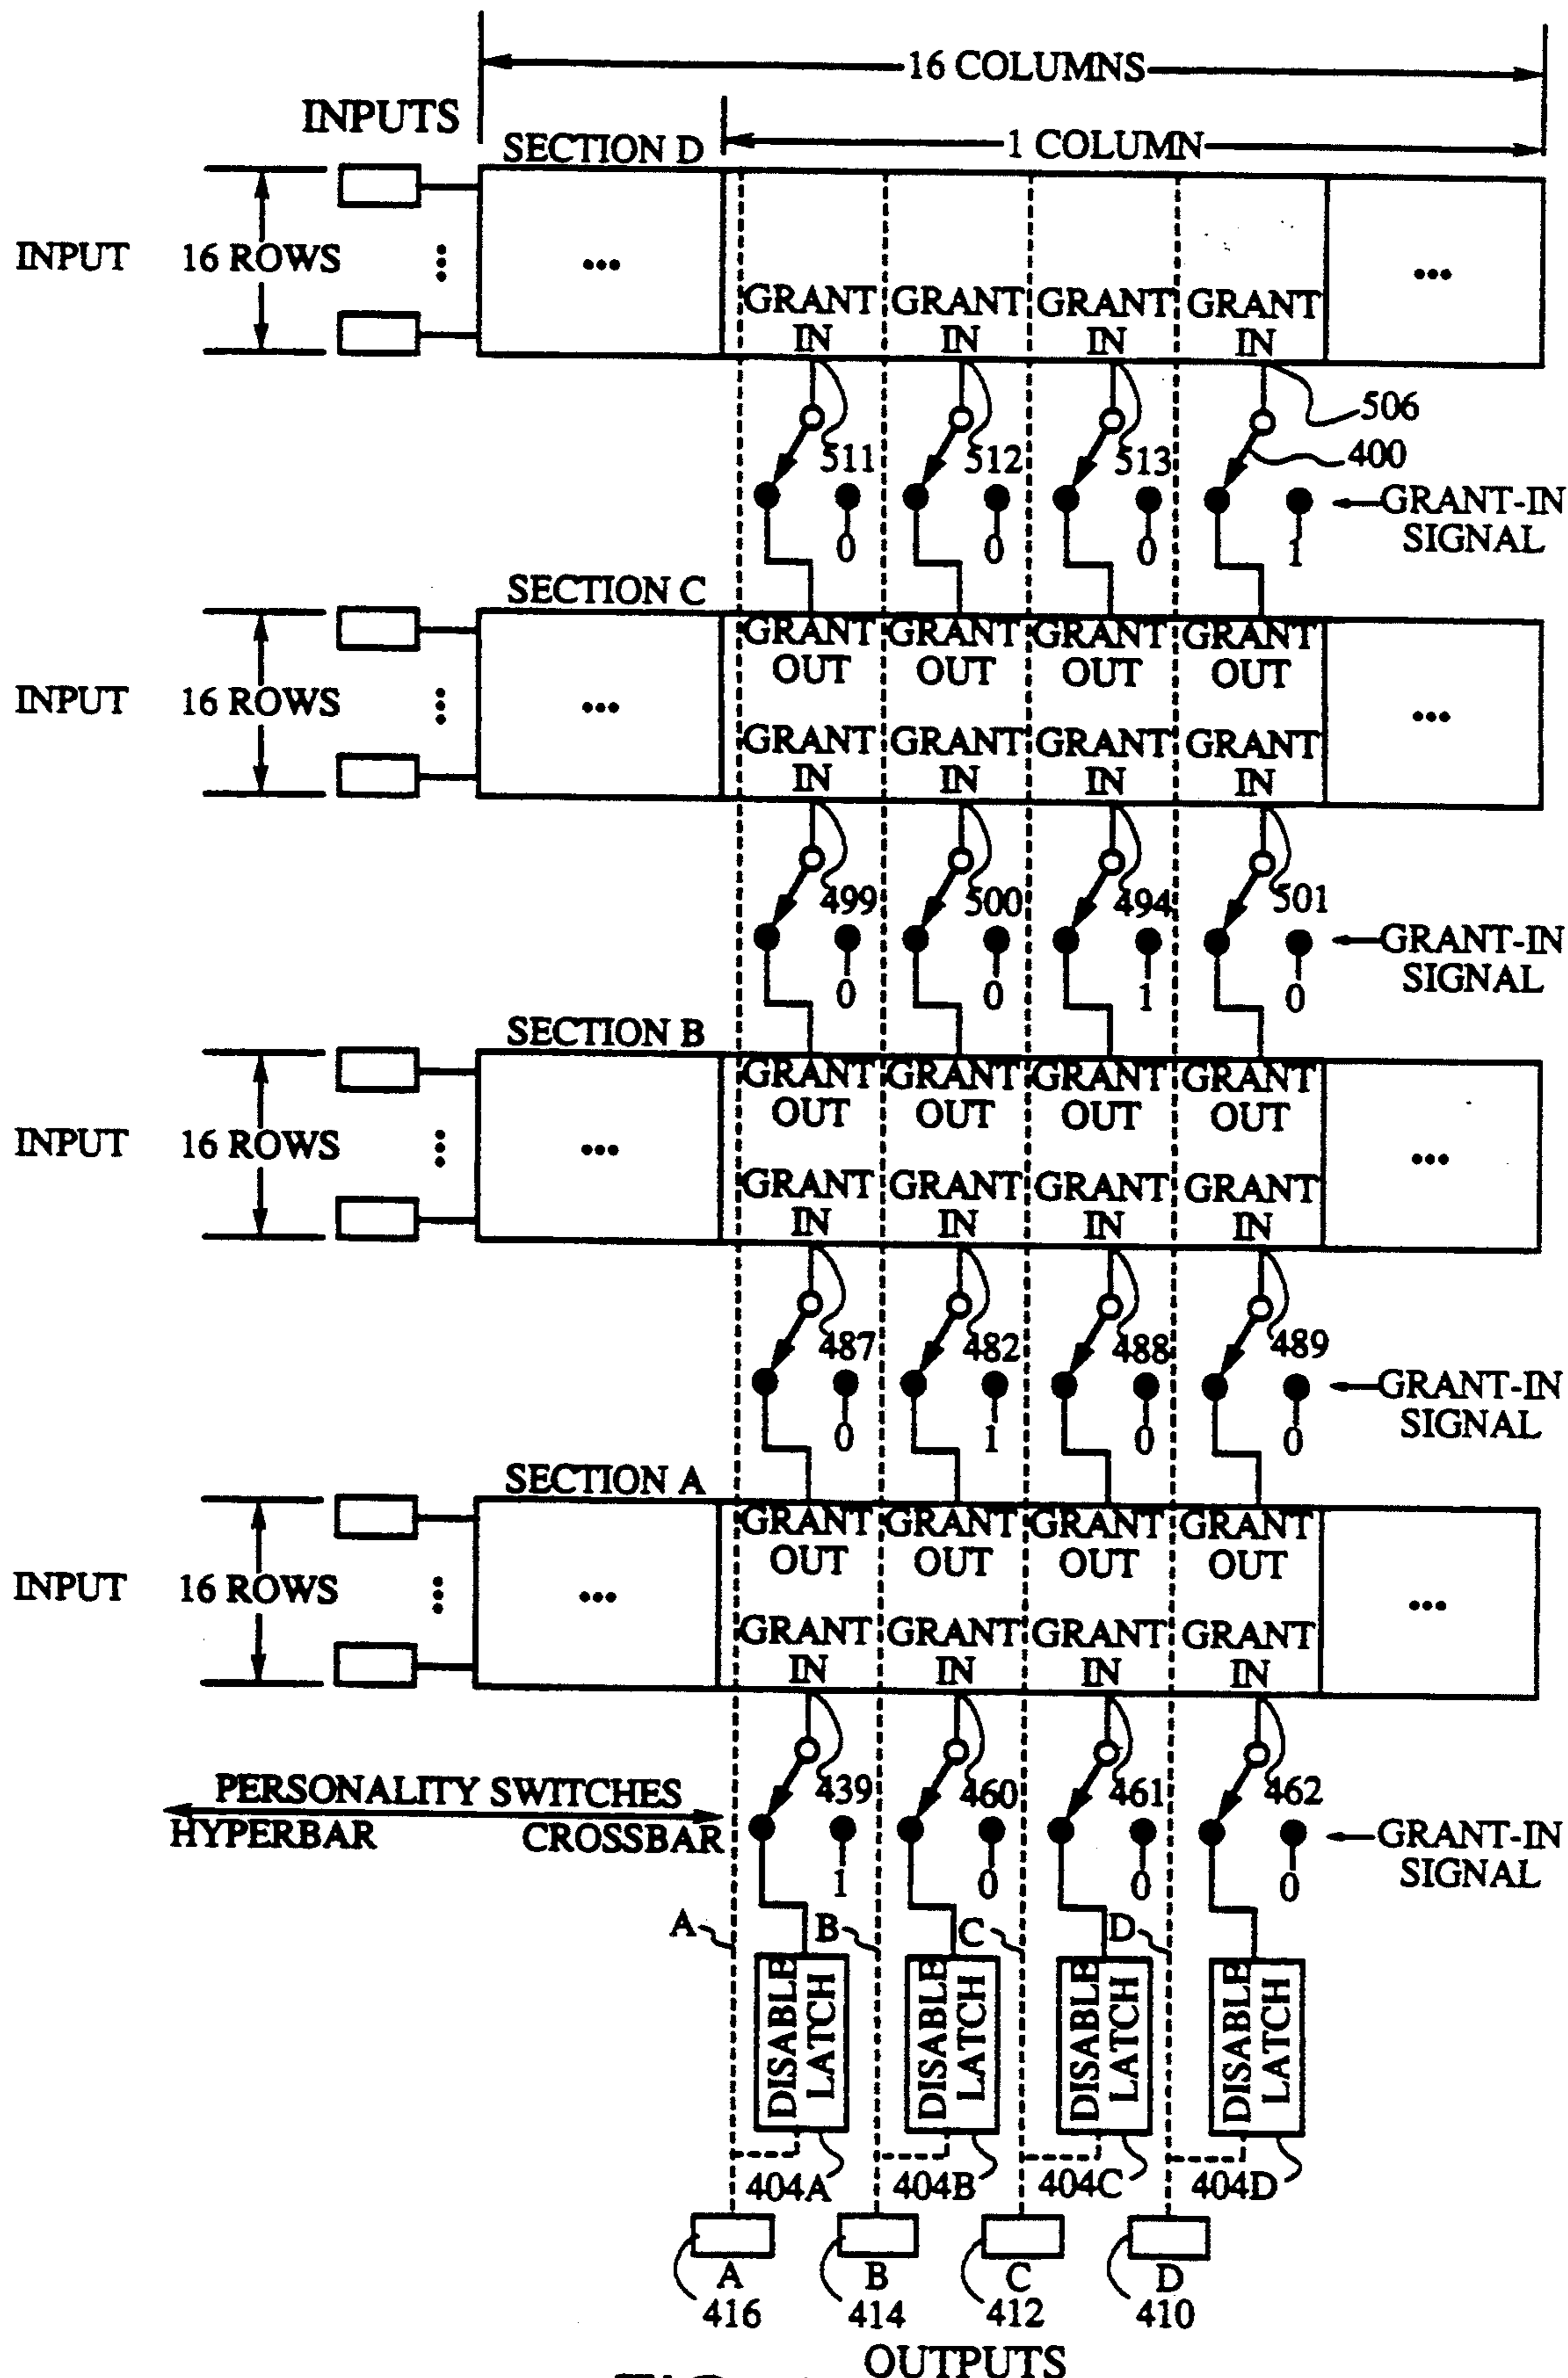 16 COLUMNS
INPUTS
SECTION D
1 COLUMN
INPUT 16 ROWS ... ... ...
GRANT IN GRANT IN GRANT IN GRANT IN
506
511 512 513 400
0 0 0 1 GRANT-IN SIGNAL
SECTION C
GRANT OUT GRANT OUT GRANT OUT GRANT OUT
INPUT 16 ROWS ... ... ...
GRANT IN GRANT IN GRANT IN GRANT IN
499 500 494 501
0 0 1 0 GRANT-IN SIGNAL
SECTION B
GRANT OUT GRANT OUT GRANT OUT GRANT OUT
INPUT 16 ROWS ... ... ...
GRANT IN GRANT IN GRANT IN GRANT IN
487 482 488 489
0 1 0 0 GRANT-IN SIGNAL
SECTION A
GRANT OUT GRANT OUT GRANT OUT GRANT OUT
INPUT 16 ROWS ... ... ...
GRANT IN GRANT IN GRANT IN GRANT IN
439 460 461 462
PERSONALITY SWITCHES
HYPERBAR CROSSBAR
1 0 0 0 GRANT-IN SIGNAL
A B C D
DISABLE LATCH DISABLE LATCH DISABLE LATCH DISABLE LATCH
404A 404B 404C 404D
A B C D
416 414 412 410
OUTPUTS